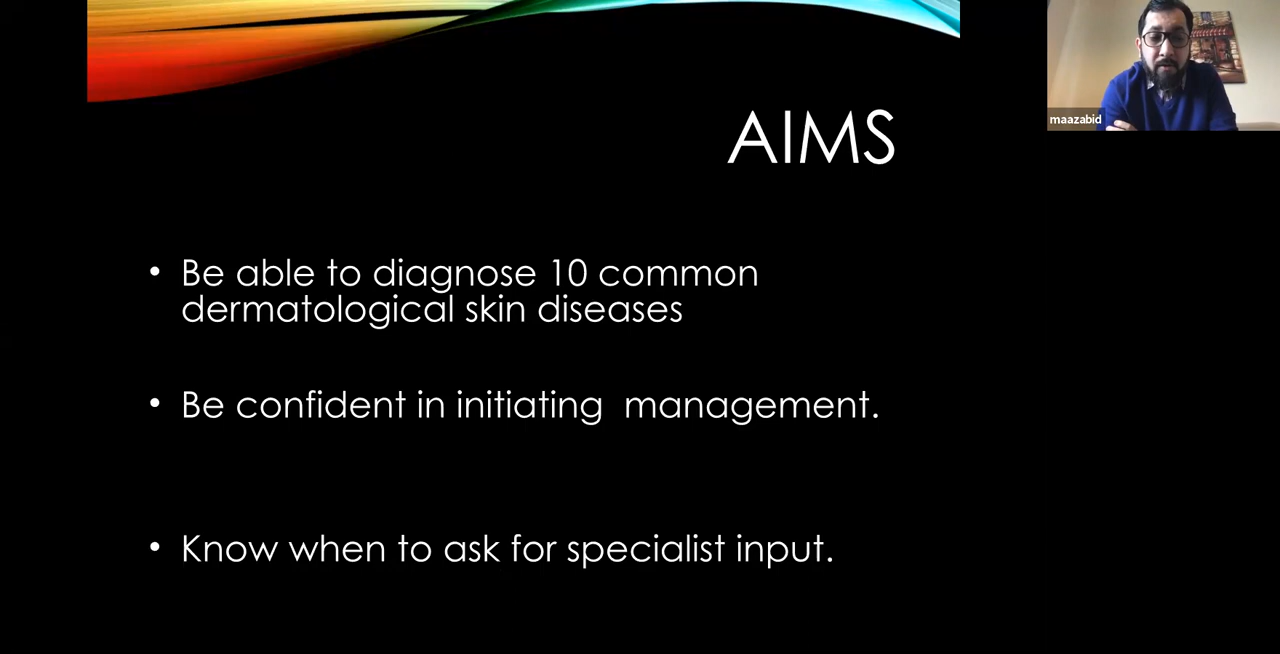 AIMS
maazabid
• Be able to diagnose 10 common
dermatological skin diseases
• Be confident in initiating  management.
• Know when to ask for specialist input.